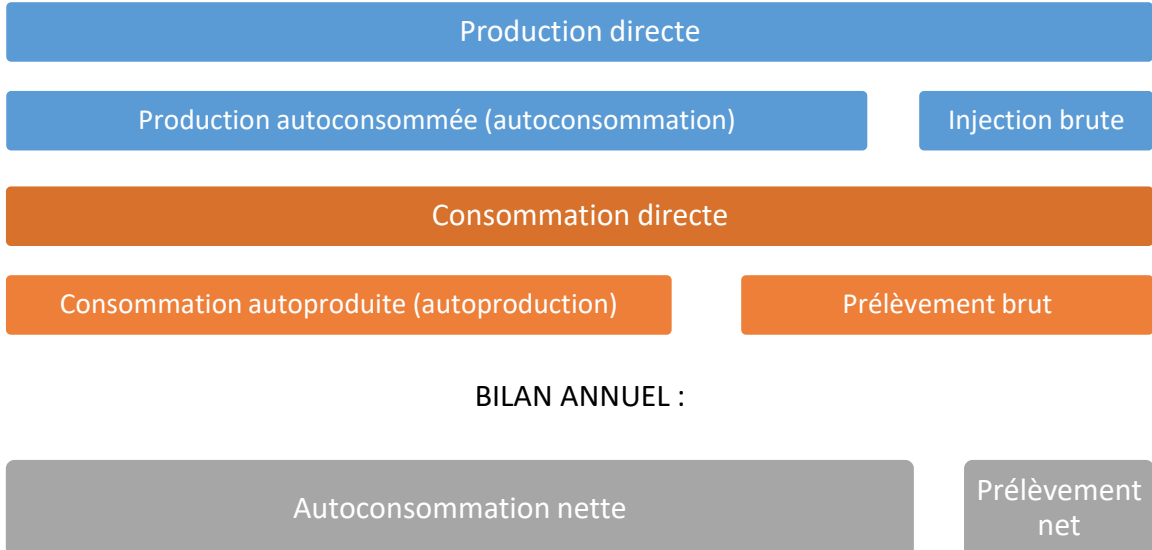 Production directe
Production autoconsommée (autoconsommation)
Injection brute
Consommation directe
Consommation autoproduite (autoproduction)
Prélèvement brut
BILAN ANNUEL :
Autoconsommation nette
Prélèvement
net